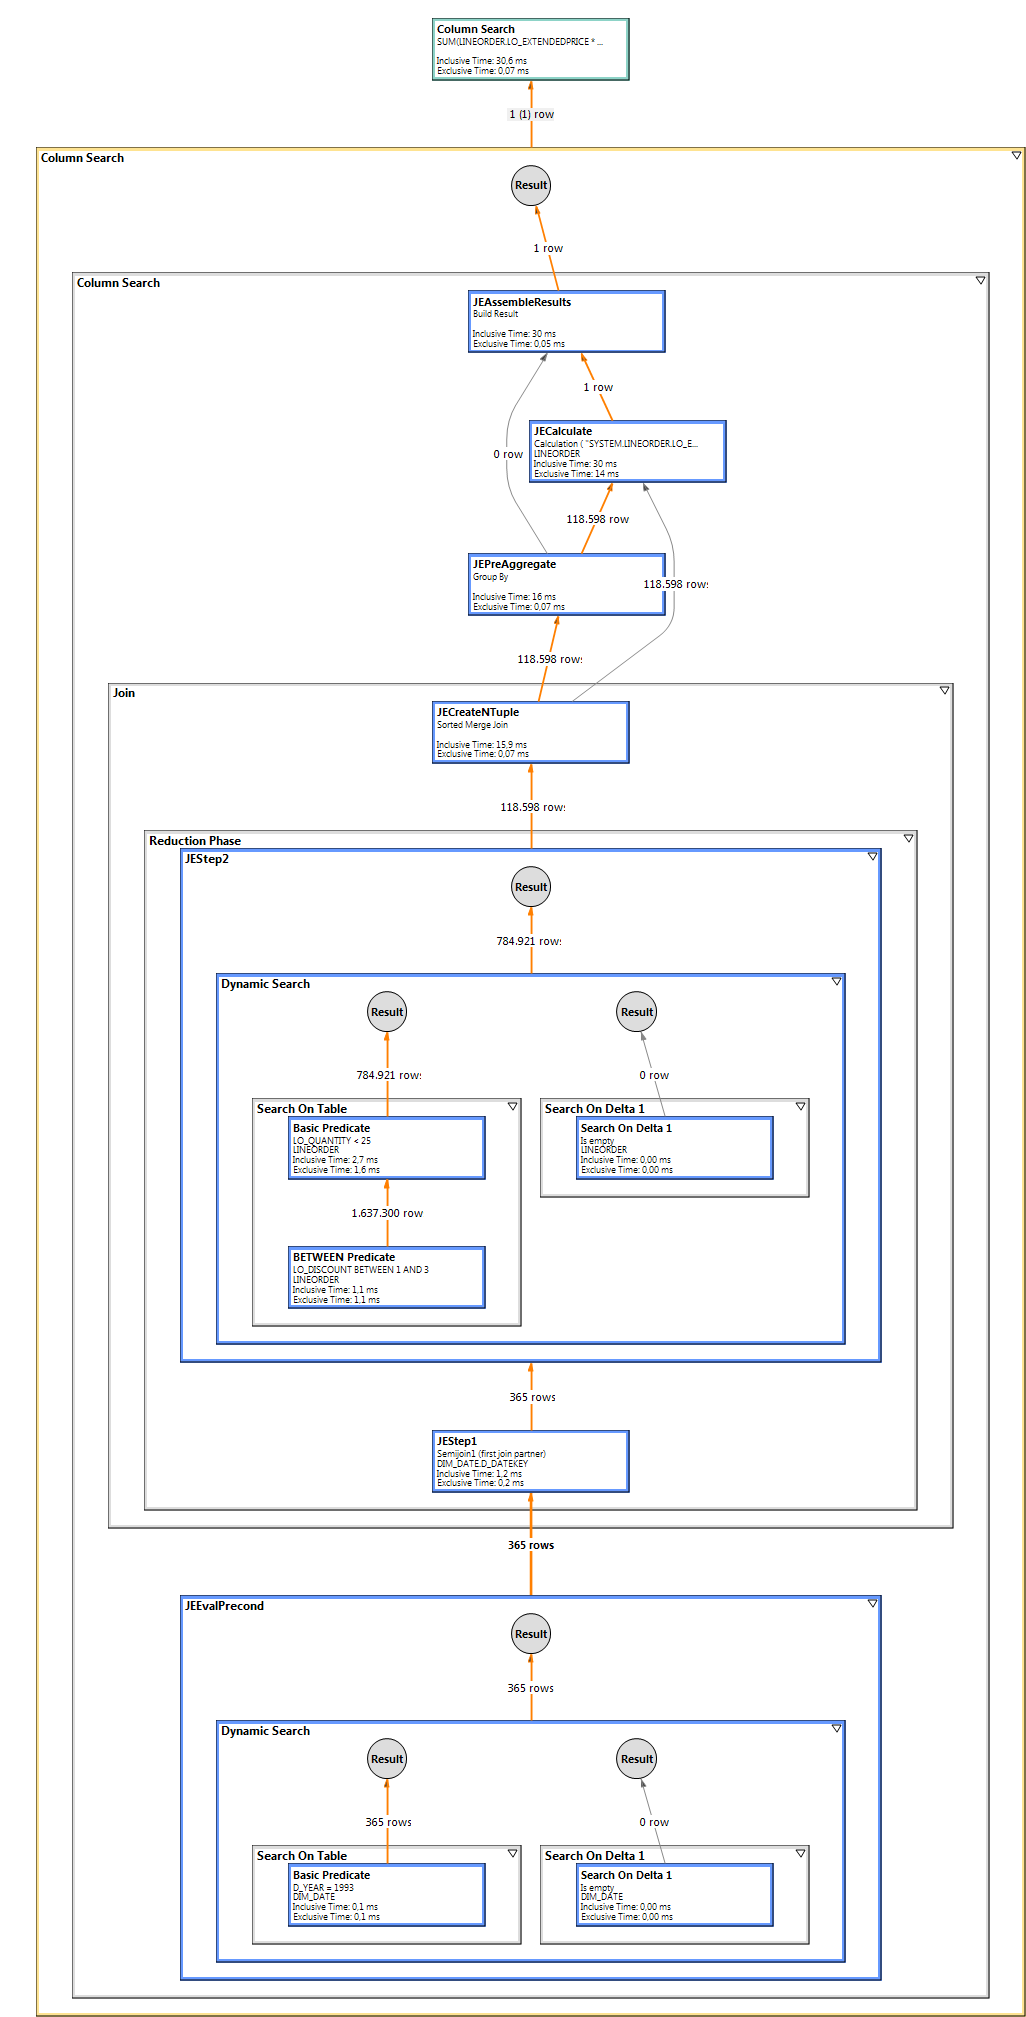 Column Search
SUM(LINEORDER.LO_EXTENDEDPRICE * ...
Inclusive Time: 30,6 ms
Exclusive Time: 0,07 ms
1 (1) row
Column Search
Result
1 row
Column Search
JEAssembleResults
Build Result
Inclusive Time: 30 ms
Exclusive Time: 0,05 ms
1 row
JECalculate
Calculation ( "SYSTEM.LINEORDER.LO_E...
LINEORDER
Inclusive Time: 30 ms
Exclusive Time: 14 ms
0 row
118.598 row
JEPreAggregate
Group By
Inclusive Time: 16 ms
Exclusive Time: 0,07 ms
118.598 rows
118.598 rows
Join
JECreateNTuple
Sorted Merge Join
Inclusive Time: 15,9 ms
Exclusive Time: 0,07 ms
118.598 rows
Reduction Phase
JEStep2
Result
784.921 rows
Dynamic Search
Result
Result
784.921 rows
0 row
Search On Table
Basic Predicate
LO_QUANTITY < 25
LINEORDER
Inclusive Time: 2,7 ms
Exclusive Time: 1,6 ms
Search On Delta 1
Search On Delta 1
Is empty
LINEORDER
Inclusive Time: 0,00 ms
Exclusive Time: 0,00 ms
1.637.300 row
BETWEEN Predicate
LO_DISCOUNT BETWEEN 1 AND 3
LINEORDER
Inclusive Time: 1,1 ms
Exclusive Time: 1,1 ms
365 rows
JEStep1
Semijoin1 (first join partner)
DIM_DATE.D_DATEKEY
Inclusive Time: 1,2 ms
Exclusive Time: 0,2 ms
365 rows
JEEvalPrecond
Result
365 rows
Dynamic Search
Result
Result
365 rows
0 row
Search On Table
Basic Predicate
D_YEAR = 1993
DIM_DATE
Inclusive Time: 0,1 ms
Exclusive Time: 0,1 ms
Search On Delta 1
Search On Delta 1
Is empty
DIM_DATE
Inclusive Time: 0,00 ms
Exclusive Time: 0,00 ms